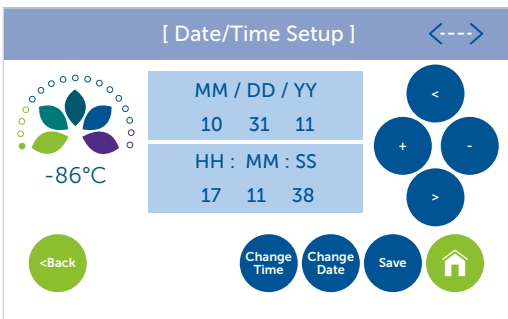 [ Date/Time Setup ]
<---->
MM / DD / YY
10 31 11
HH : MM : SS
17 11 38
-86°C
<
+
-
>
<Back
Change
Time
Change
Date
Save